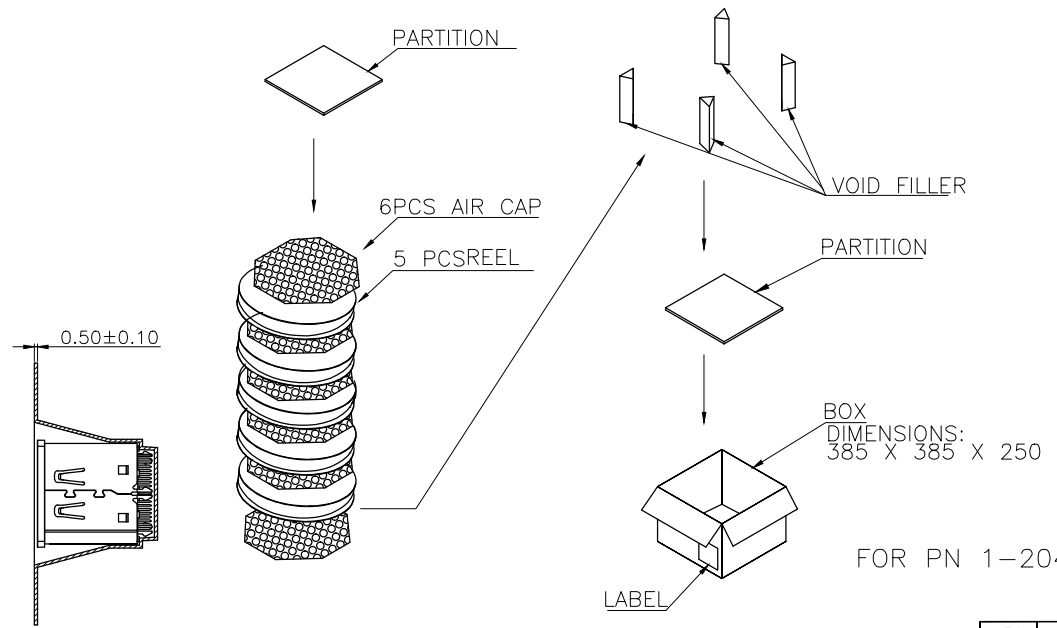 PARTITION
6PCS AIR CAP
5 PCSREEL
0.50±0.10
VOID FILLER
PARTITION
BOX
DIMENSIONS:
385 X 385 X 250
FOR PN 1-204
LABEL